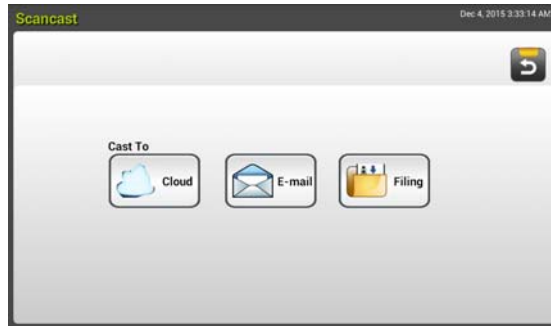 Scancast
Dec 4, 2015 3:33:14 AM
Cast To
Cloud
E-mail
Filing